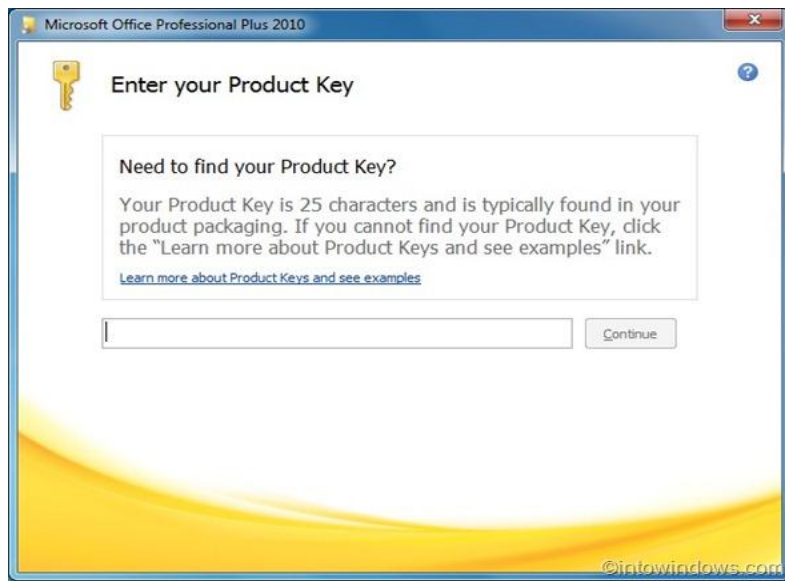 Microsoft Office Professional Plus 2010
Enter your Product Key
Need to find your Product Key?
Your Product Key is 25 characters and is typically found in your
product packaging. If you cannot find your Product Key, click
the “Learn more about Product Keys and see examples” link.
Learn more about Product Keys and see examples
Continue
©intowindows.com